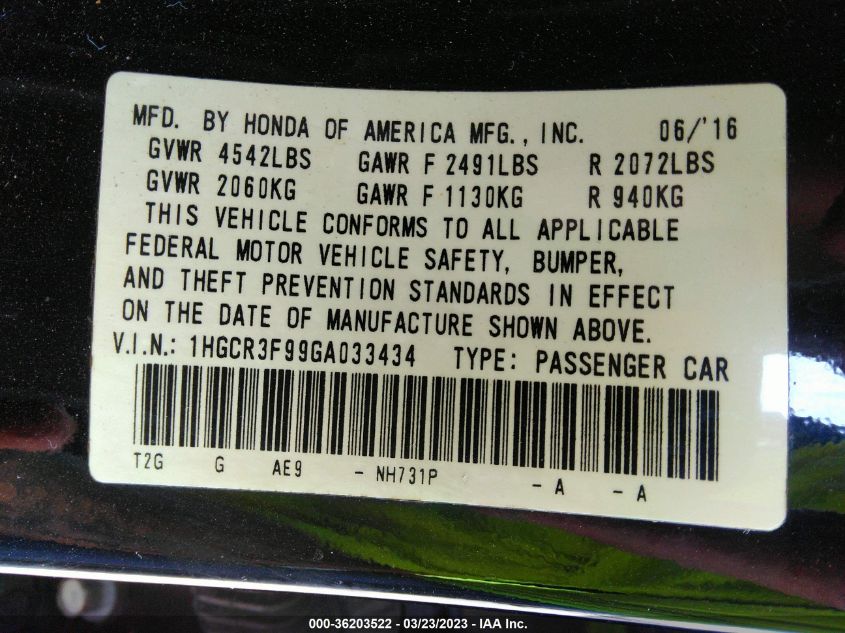 MFD. BY HONDA OF AMERICA MFG., INC. 06/'16
GVWR 4542LBS GAWR F 2491LBS R 2072LBS
GVWR 2060KG GAWR F 1130KG R 940KG
THIS VEHICLE CONFORMS TO ALL APPLICABLE
FEDERAL MOTOR VEHICLE SAFETY, BUMPER,
AND THEFT PREVENTION STANDARDS IN EFFECT
ON THE DATE OF MANUFACTURE SHOWN ABOVE.
V.I.N.: 1HGCR3F99GA033434 TYPE: PASSENGER CAR
T2G G AE9 - NH731P - A - A
000-36203522 - 03/23/2023 - IAA Inc.